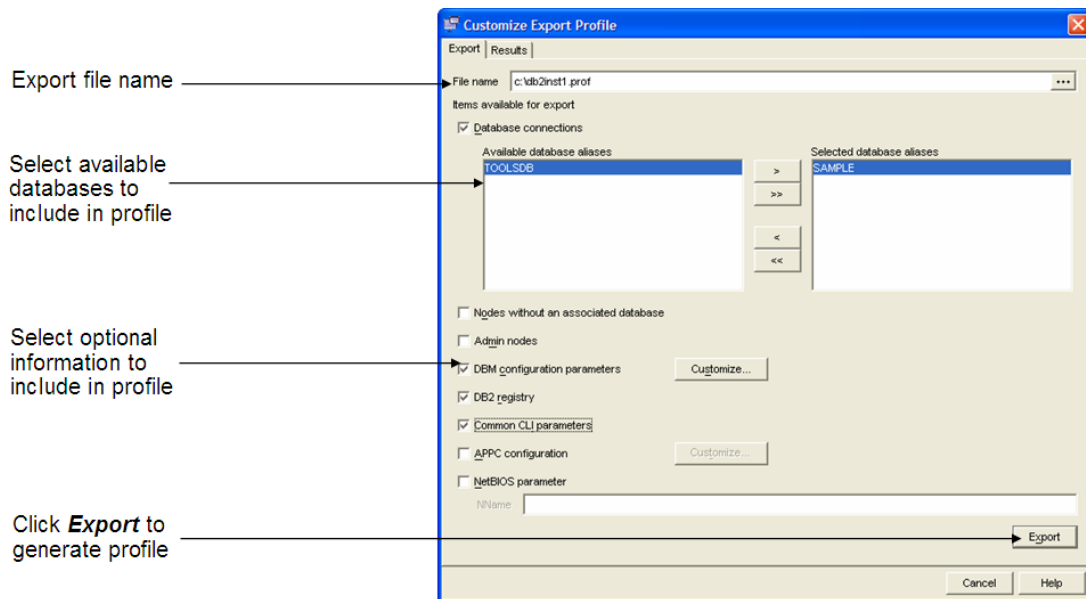 Customize Export Profile
Export
Results
Export file name
File name
c:\db2inst1.prof
...
Items available for export
Database connections
Select available
databases to
include in profile
Available database aliases
Selected database aliases
TOOLSDB
SAMPLE
>
>>
<
<<
Nodes without an associated database
Select optional
information to
include in profile
Admin nodes
DBM configuration parameters
Customize...
DB2 registry
Common CLI parameters
APPC configuration
Customize...
NetBIOS parameter
NName
Click Export to
generate profile
Export
Cancel
Help